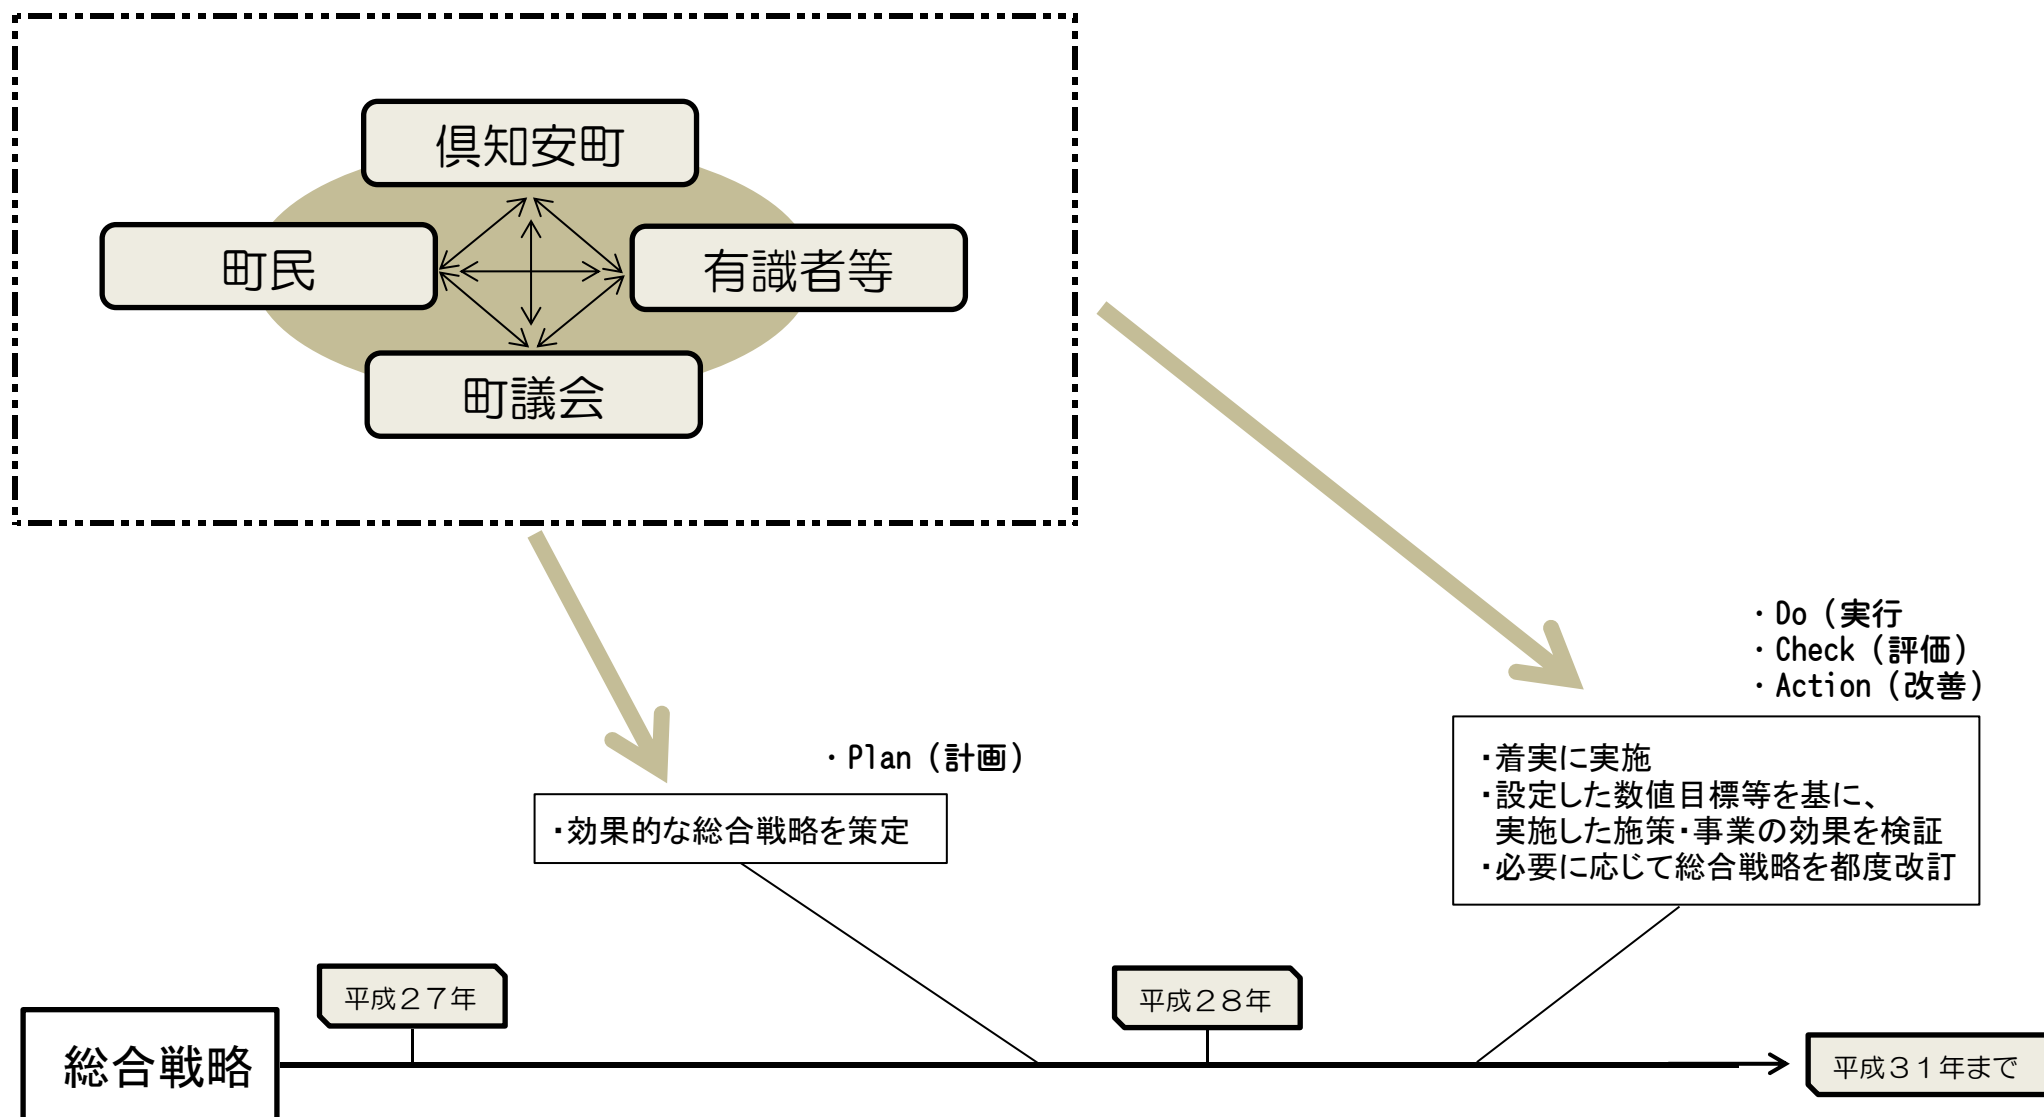 倶知安町
町民
有識者等
町議会
・Do（実行
・Check（評価）
・Action（改善）
・Plan（計画）
・着実に実施
・設定した数値目標等を基に、
実施した施策・事業の効果を検証
・必要に応じて総合戦略を都度改訂
・効果的な総合戦略を策定
平成２７年
平成２８年
総合戦略
平成３１年まで